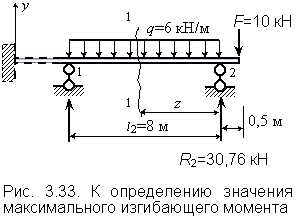 y
1
q=6 кН/м
F=10 кН
1
2
1
z
l2=8 м
0,5 м
R2=30,76 кН
Рис. 3.33. К определению значения
максимального изгибающего момента